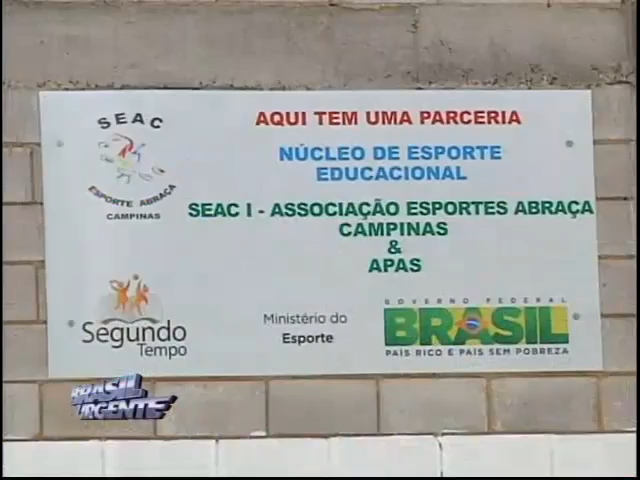 SEAC
ESPORTE ABRAÇA
CAMPINAS
AQUI TEM UMA PARCERIA
NÚCLEO DE ESPORTE
EDUCACIONAL
SEAC I - ASSOCIAÇÃO ESPORTES ABRAÇA
CAMPINAS
&
APAS
Segundo
Tempo
Ministério do
Esporte
GOVERNO FEDERAL
BRASIL
PAÍS RICO É PAÍS SEM POBREZA
BRASIL
URGENTE